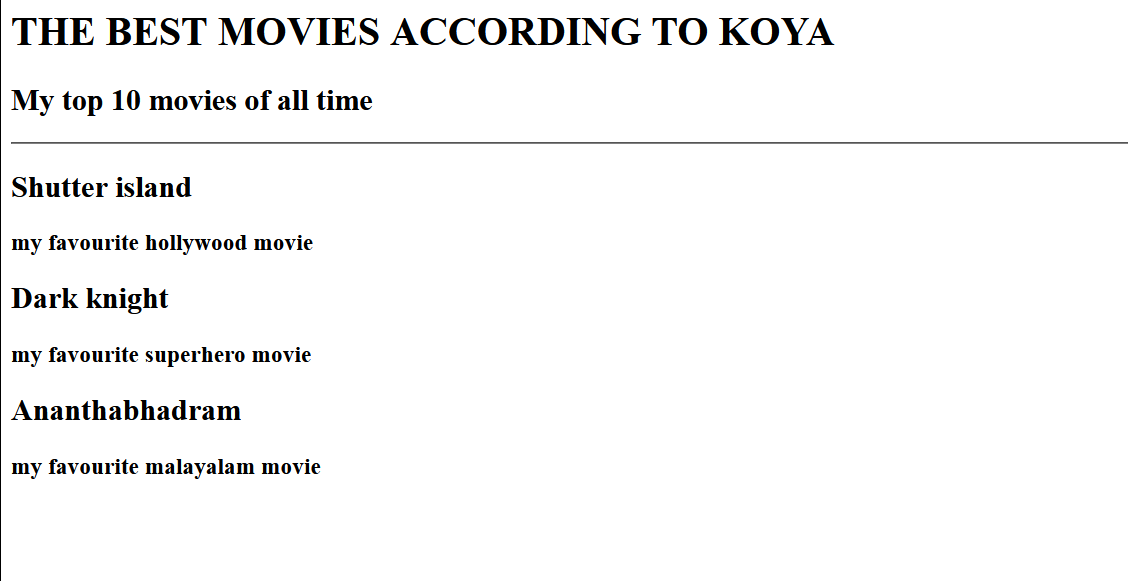 THE BEST MOVIES ACCORDING TO KOYA
My top 10 movies of all time
Shutter island
my favourite hollywood movie
Dark knight
my favourite superhero movie
Ananthabhadram
my favourite malayalam movie